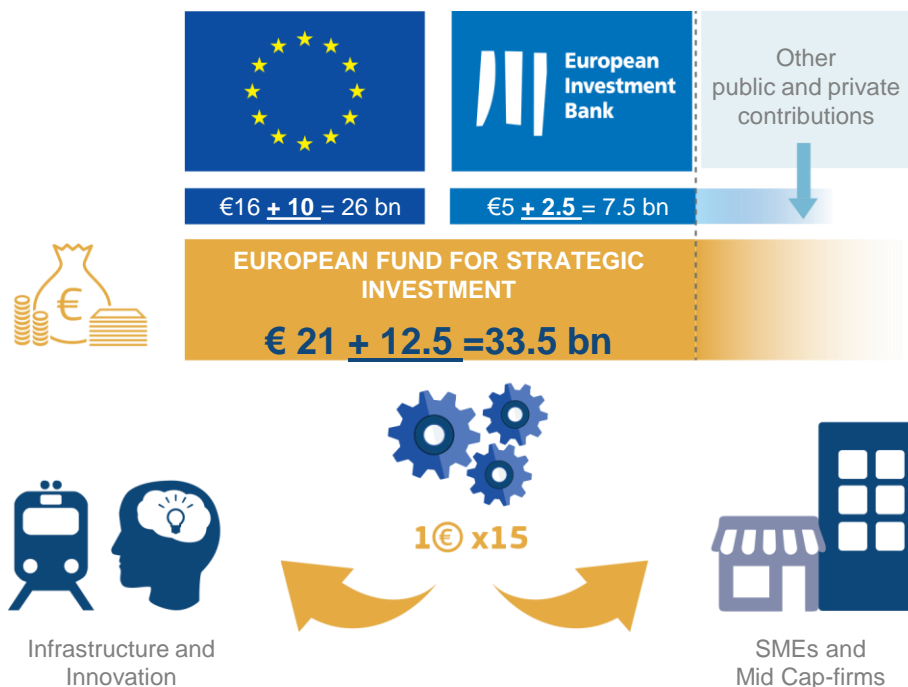 European
Investment
Bank
Other
public and private
contributions
€16 + 10 = 26 bn
€5 + 2.5 = 7.5 bn
EUROPEAN FUND FOR STRATEGIC
INVESTMENT
€ 21 + 12.5 =33.5 bn
€
1€ x15
Infrastructure and
Innovation
SMEs and
Mid Cap-firms